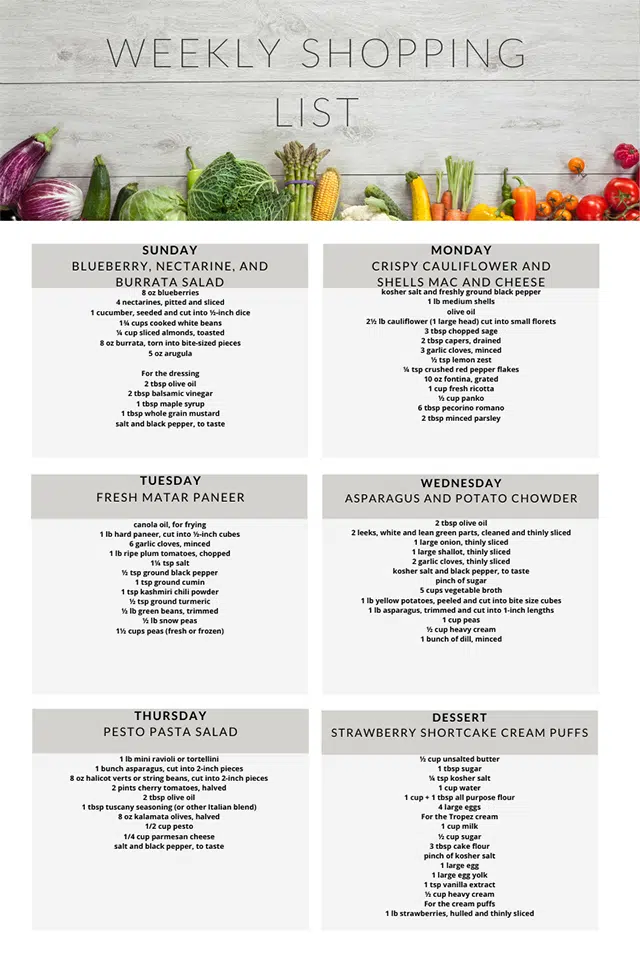 WEEKLY SHOPPING
LIST
SUNDAY
BLUEBERRY, NECTARINE, AND
BURRATA SALAD
8 oz blueberries
4 nectarines, pitted and sliced
1 cucumber, seeded and cut into ½-inch dice
1¼ cups cooked white beans
¼ cup sliced almonds, toasted
8 oz burrata, torn into bite-sized pieces
5 oz arugula
For the dressing
2 tbsp olive oil
2 tbsp balsamic vinegar
1 tbsp maple syrup
1 tbsp whole grain mustard
salt and black pepper, to taste
MONDAY
CRISPY CAULIFLOWER AND
SHELLS MAC AND CHEESE
kosher salt and freshly ground black pepper
1 lb medium shells
olive oil
2½ lb cauliflower (1 large head) cut into small florets
3 tbsp chopped sage
2 tbsp capers, drained
3 garlic cloves, minced
½ tsp lemon zest
¼ tsp crushed red pepper flakes
10 oz fontina, grated
1 cup fresh ricotta
½ cup panko
6 tbsp pecorino romano
2 tbsp minced parsley
TUESDAY
FRESH MATAR PANEER
canola oil, for frying
1 lb hard paneer, cut into ½-inch cubes
6 garlic cloves, minced
1 lb ripe plum tomatoes, chopped
1¼ tsp salt
½ tsp ground black pepper
1 tsp ground cumin
1 tsp kashmiri chili powder
½ tsp ground turmeric
½ lb green beans, trimmed
½ lb snow peas
1½ cups peas (fresh or frozen)
WEDNESDAY
ASPARAGUS AND POTATO CHOWDER
2 tbsp olive oil
2 leeks, white and lean green parts, cleaned and thinly sliced
1 large onion, thinly sliced
1 large shallot, thinly sliced
2 garlic cloves, thinly sliced
kosher salt and black pepper, to taste
pinch of sugar
5 cups vegetable broth
1 lb yellow potatoes, peeled and cut into bite size cubes
1 lb asparagus, trimmed and cut into 1-inch lengths
1 cup peas
½ cup heavy cream
1 bunch of dill, minced
THURSDAY
PESTO PASTA SALAD
1 lb mini ravioli or tortellini
1 bunch asparagus, cut into 2-inch pieces
8 oz halicot verts or string beans, cut into 2-inch pieces
2 pints cherry tomatoes, halved
2 tbsp olive oil
1 tbsp tuscany seasoning (or other Italian blend)
8 oz kalamata olives, halved
1/2 cup pesto
1/4 cup parmesan cheese
salt and black pepper, to taste
DESSERT
STRAWBERRY SHORTCAKE CREAM PUFFS
½ cup unsalted butter
1 tbsp sugar
¼ tsp kosher salt
1 cup water
1 cup + 1 tbsp all purpose flour
4 large eggs
For the Tropez cream
1 cup milk
½ cup sugar
3 tbsp cake flour
pinch of kosher salt
1 large egg
1 large egg yolk
1 tsp vanilla extract
½ cup heavy cream
For the cream puffs
1 lb strawberries, hulled and thinly sliced